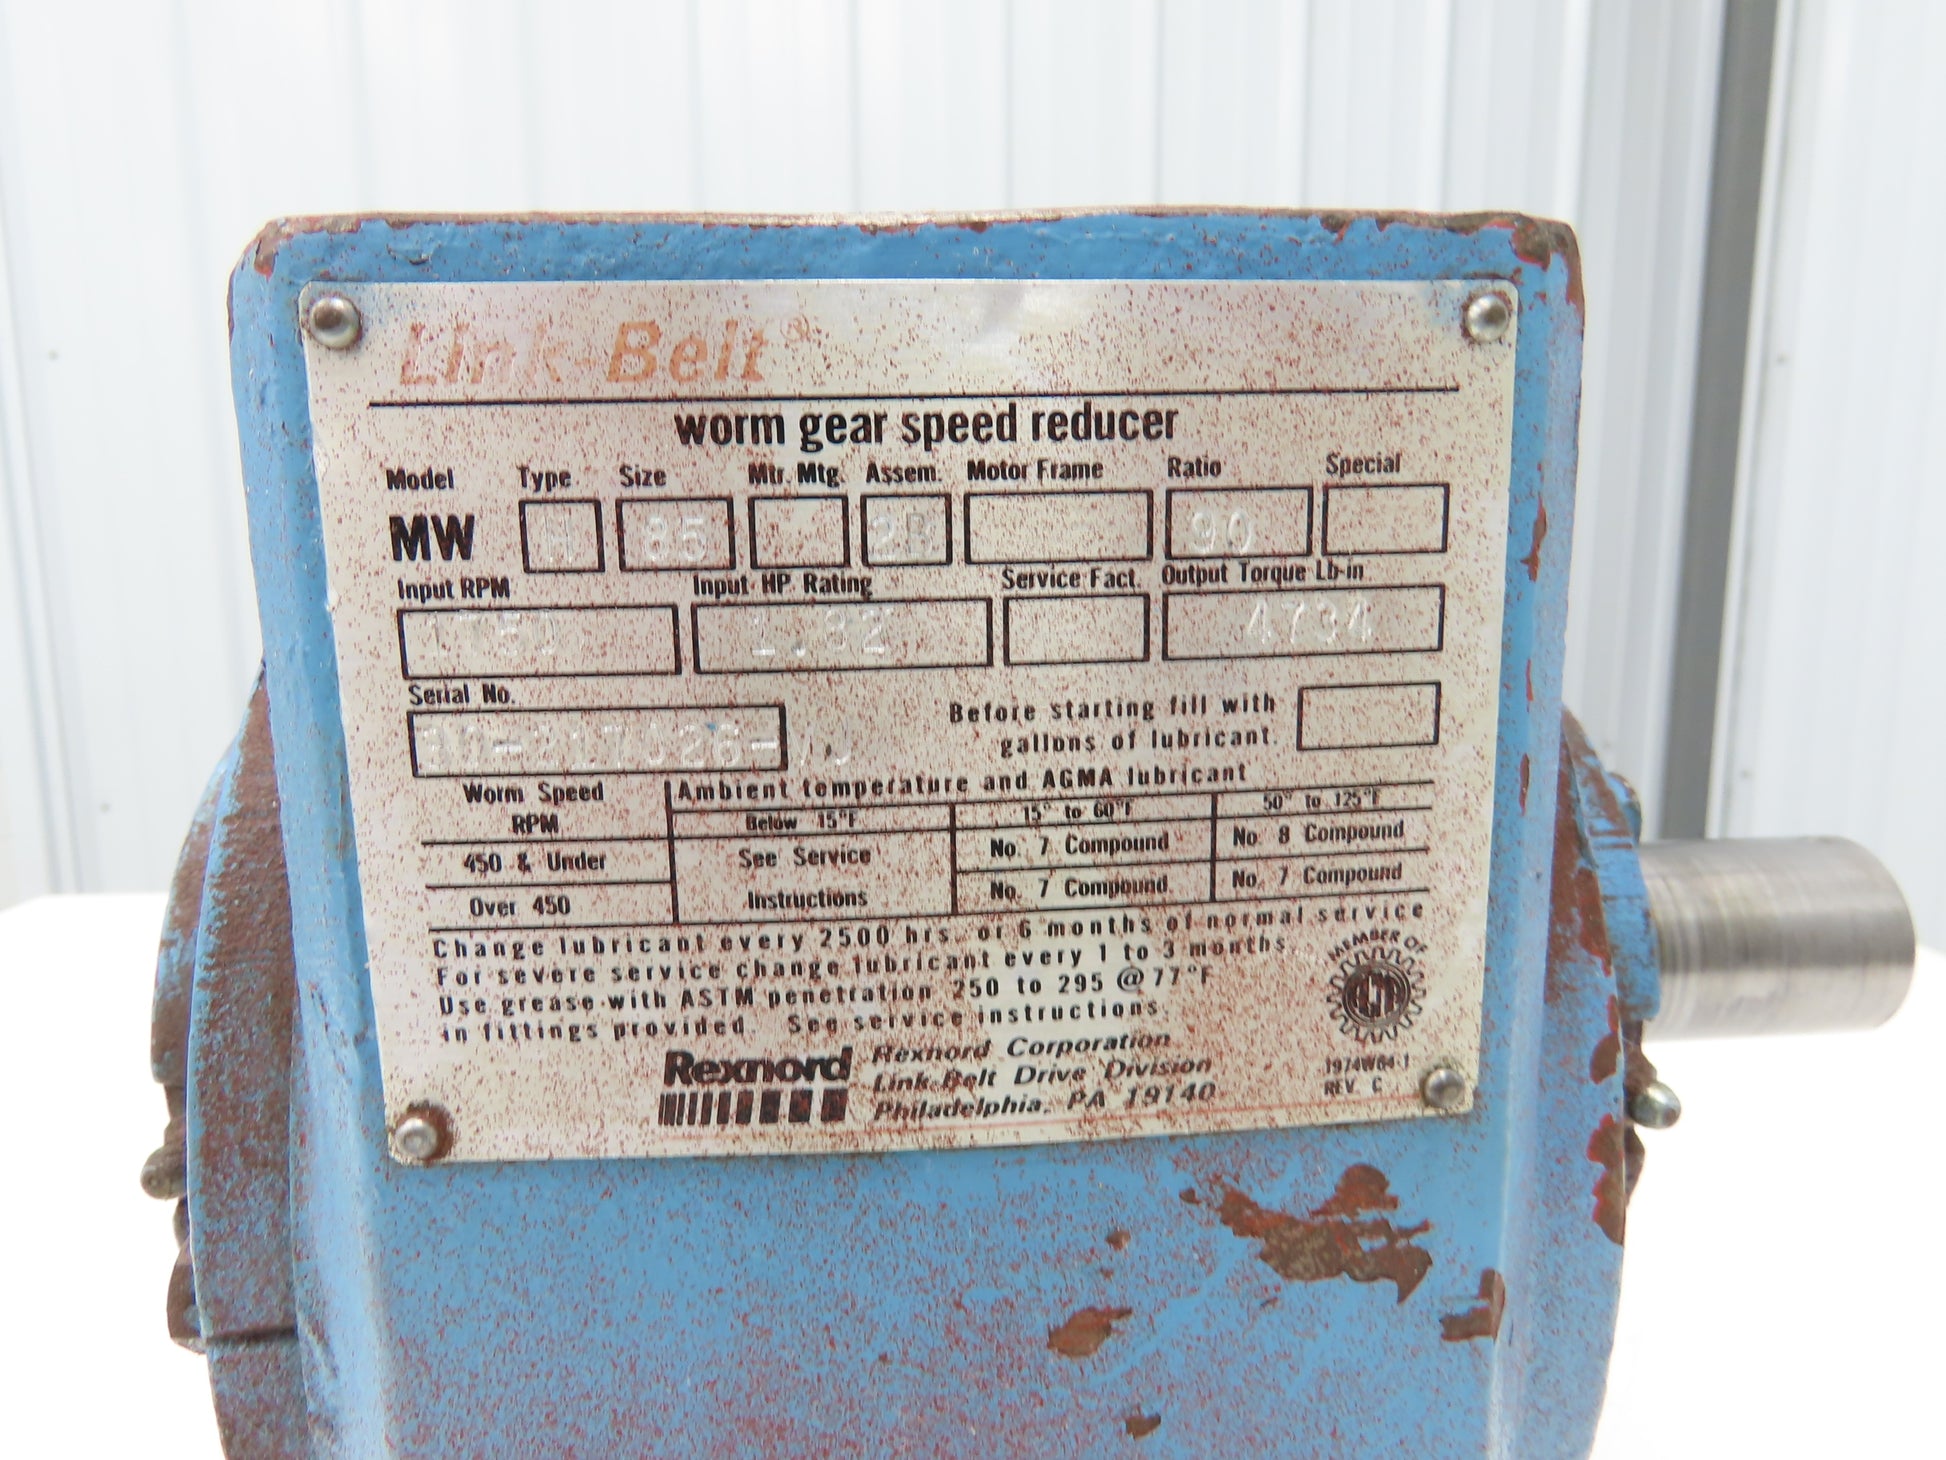 Link-Belt®
worm gear speed reducer
Model Type Size Mtr. Mtg. Assem. Motor Frame Ratio Special
MW H 85 2B 90
Input RPM Input HP Rating Service Fact. Output Torque Lb-in
1750 4734
Serial No.
Before starting fill with
gallons of lubricant.
Worm Speed
RPM
Ambient temperature and AGMA lubricant
Below 15°F 15° to 60°F 50° to 125°F
450 & Under See Service No. 7 Compound No. 8 Compound
Over 450 Instructions No. 7 Compound No. 7 Compound
Change lubricant every 2500 hrs. or 6 months of normal service
For severe service change lubricant every 1 to 3 months.
Use grease with ASTM penetration 250 to 295 @ 77°F
in fittings provided. See service instructions.
MEMBER OF
AGMA
Rexnord
Rexnord Corporation
Link-Belt Drive Division
Philadelphia, PA 19140
1974W64-1
REV. C